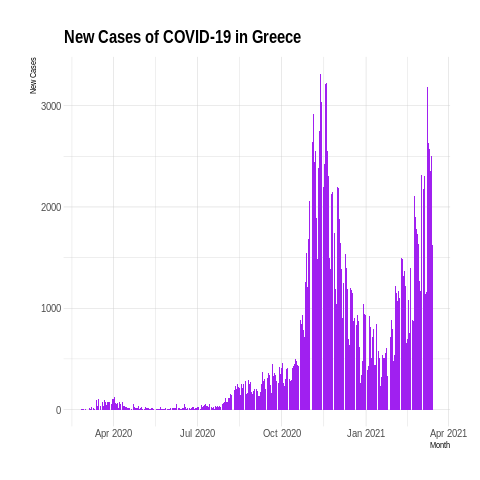 New Cases of COVID-19 in Greece
New Cases
3000
2000
1000
0
Apr 2020
Jul 2020
Oct 2020
Jan 2021
Apr 2021
Month